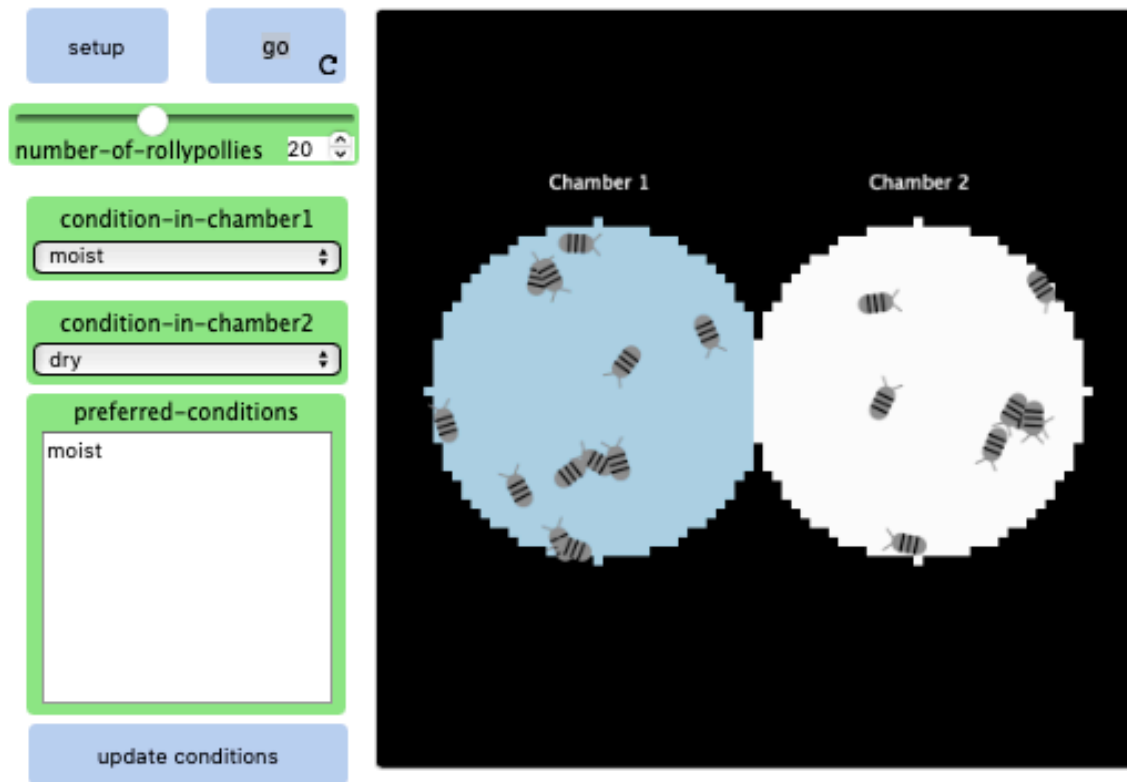 setup
go
number-of-rollypollies 20
condition-in-chamber1
moist
condition-in-chamber2
dry
preferred-conditions
moist
update conditions
Chamber 1
Chamber 2